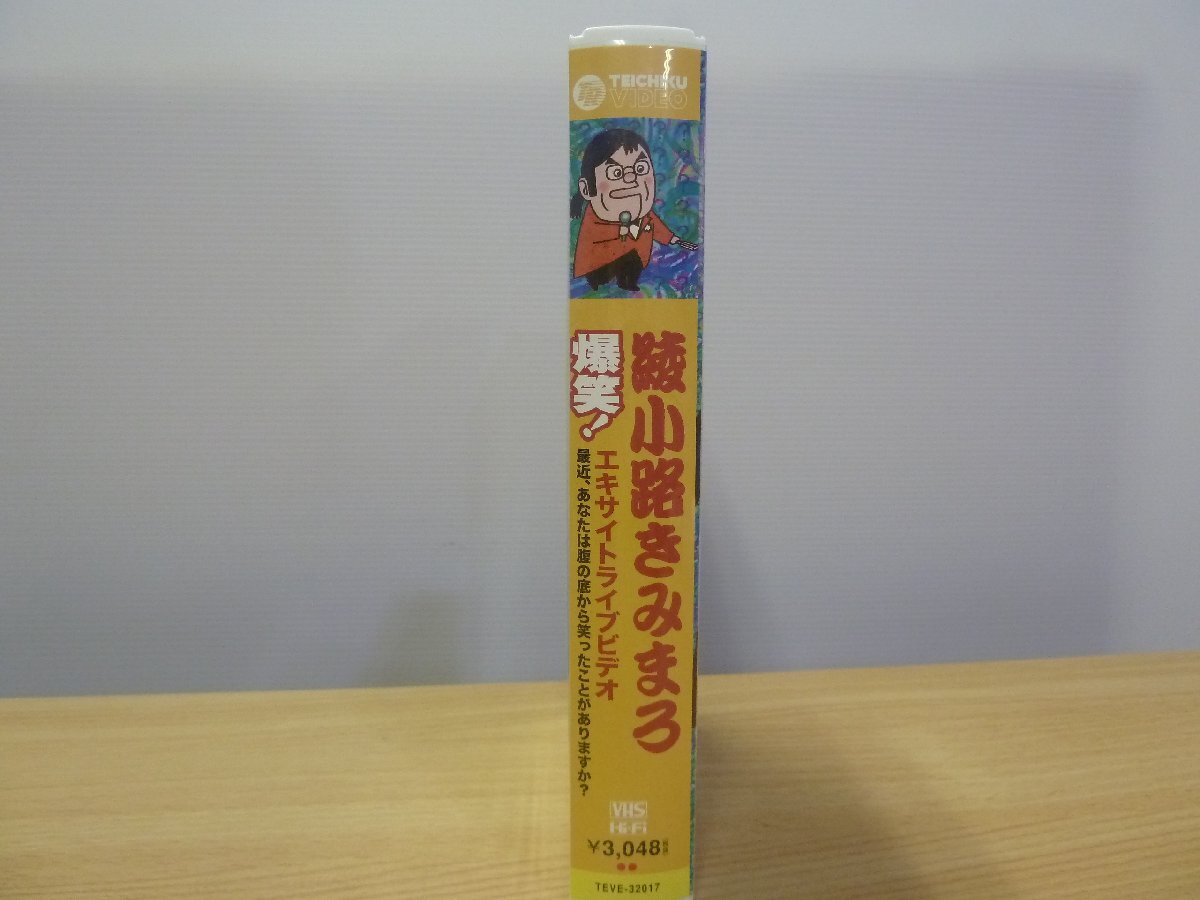 TEICHIKU
VIDEO
綾小路きみまろ
爆笑!
エキサイトライブビデオ
最近、あなたは腹の底から笑ったことがありますか?
VHS
Hi-Fi
¥3,048
TEVE-32017